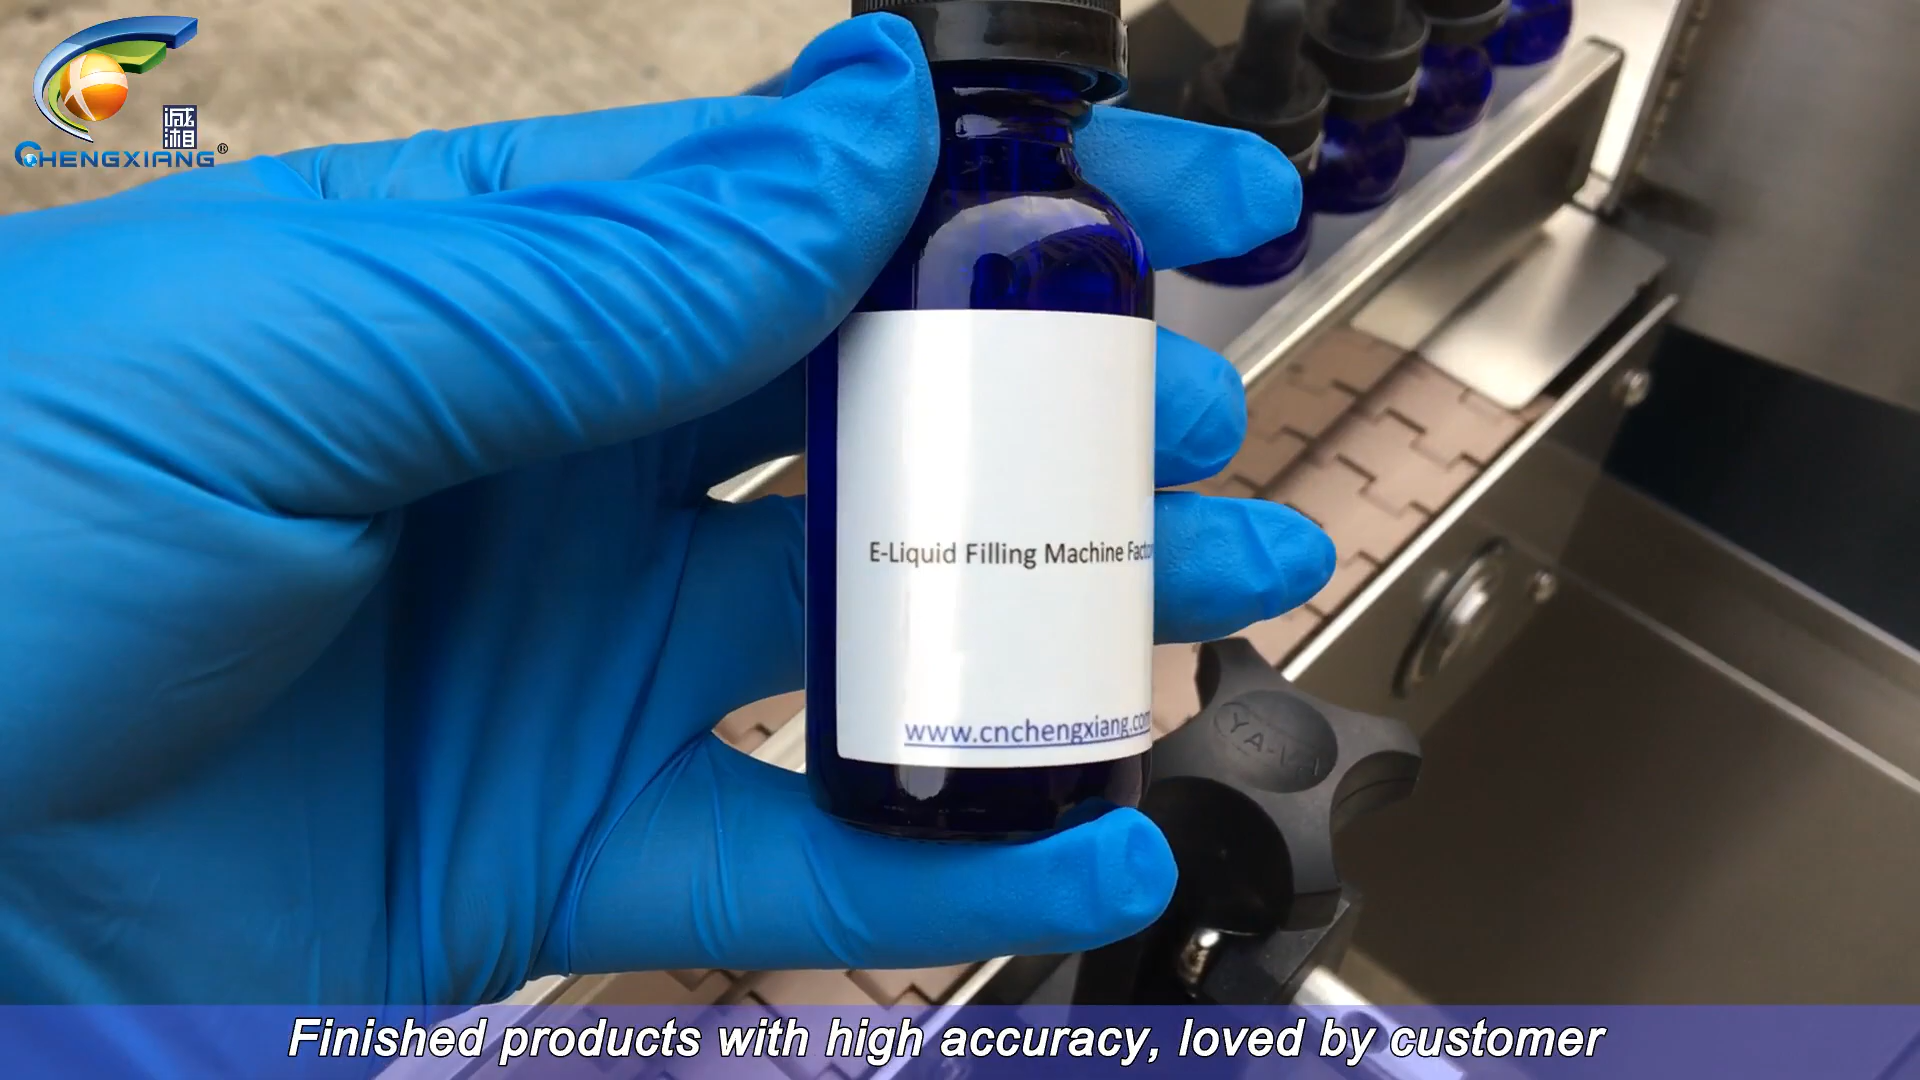 诚湘
CHENGXIANG®
E-Liquid Filling Machine Facto
www.cnchengxiang.com
YA-VA
Finished products with high accuracy, loved by customer